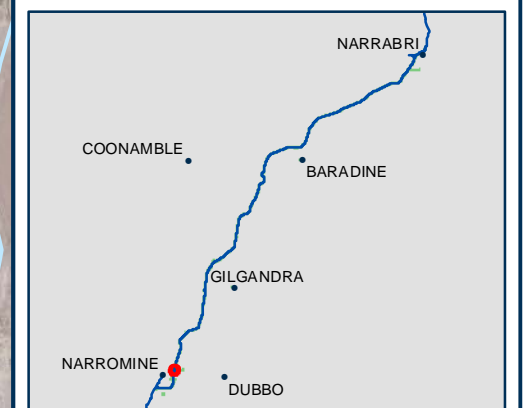 NARRABRI
COONAMBLE
BARADINE
GILGANDRA
NARROMINE
DUBBO